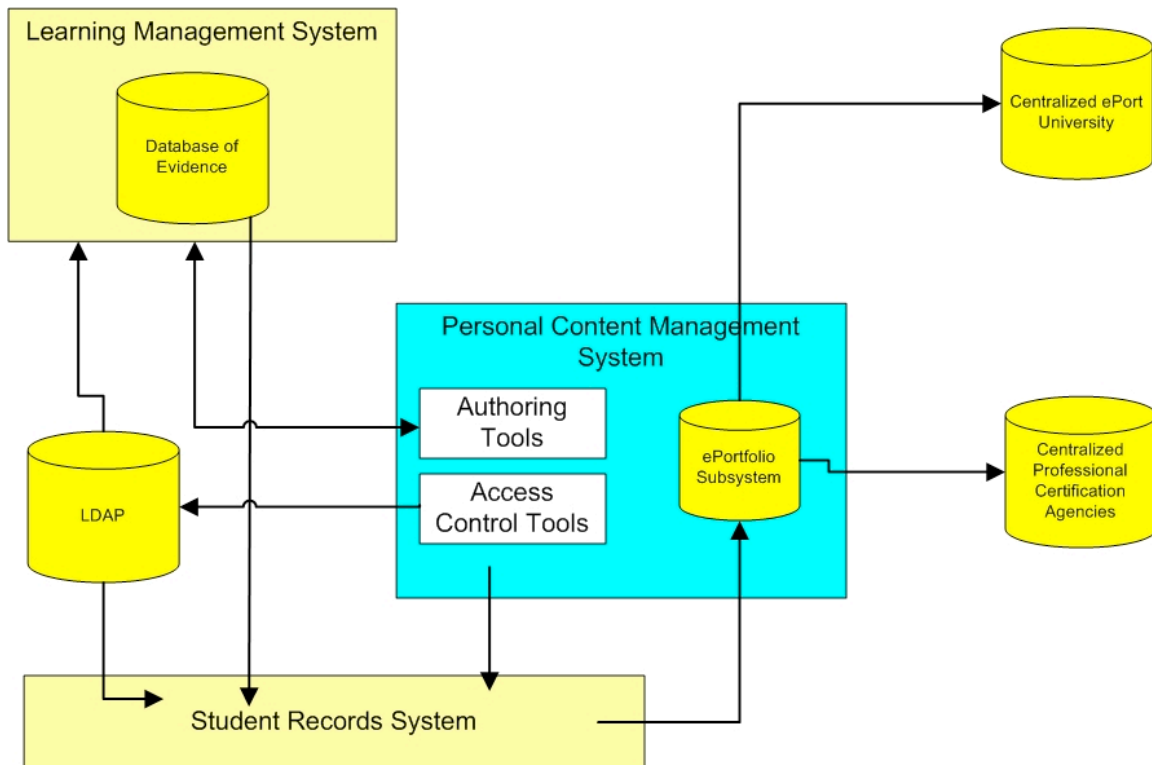 Learning Management System
Database of
Evidence
Centralized ePort
University
Personal Content Management
System
Authoring
Tools
ePortfolio
Subsystem
Centralized
Professional
Certification
Agencies
Access
Control Tools
LDAP
Student Records System